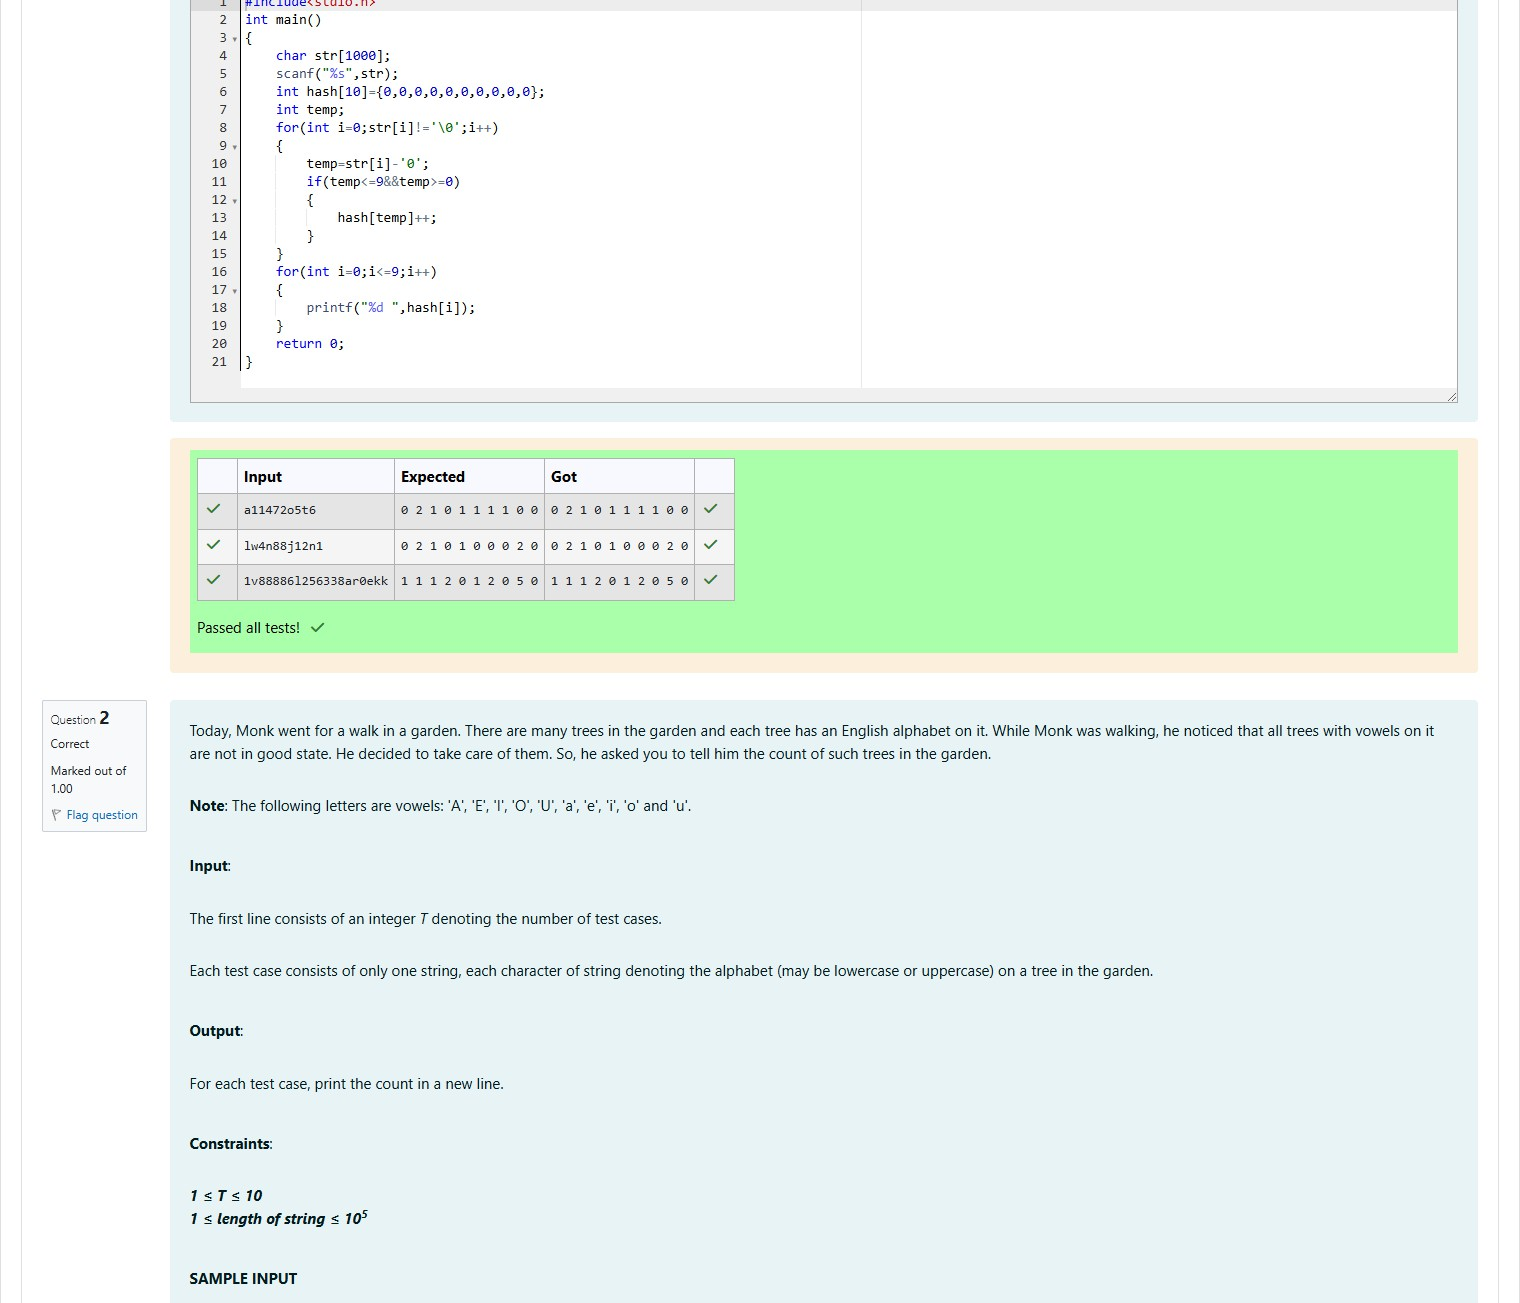 1 #include<stdio.h>
2 int main()
3 {
4 char str[1000];
5 scanf("%s",str);
6 int hash[10]={0,0,0,0,0,0,0,0,0,0};
7 int temp;
8 for(int i=0;str[i]!='\0';i++)
9 {
10 temp=str[i]-'0';
11 if(temp<=9&&temp>=0)
12 {
13 hash[temp]++;
14 }
15 }
16 for(int i=0;i<=9;i++)
17 {
18 printf("%d ",hash[i]);
19 }
20 return 0;
21 }
Input Expected Got
a11472o5t6 0 2 1 0 1 1 1 1 0 0 0 2 1 0 1 1 1 1 0 0
lw4n88j12n1 0 2 1 0 1 0 0 0 2 0 0 2 1 0 1 0 0 0 2 0
1v88886l256338ar0ekk 1 1 1 2 0 1 2 0 5 0 1 1 1 2 0 1 2 0 5 0
Passed all tests!
Question 2
Correct
Marked out of
1.00
Flag question
Today, Monk went for a walk in a garden. There are many trees in the garden and each tree has an English alphabet on it. While Monk was walking, he noticed that all trees with vowels on it
are not in good state. He decided to take care of them. So, he asked you to tell him the count of such trees in the garden.
Note: The following letters are vowels: 'A', 'E', 'I', 'O', 'U', 'a', 'e', 'i', 'o' and 'u'.
Input:
The first line consists of an integer T denoting the number of test cases.
Each test case consists of only one string, each character of string denoting the alphabet (may be lowercase or uppercase) on a tree in the garden.
Output:
For each test case, print the count in a new line.
Constraints:
1 ≤ T ≤ 10
1 ≤ length of string ≤ 10⁵
SAMPLE INPUT